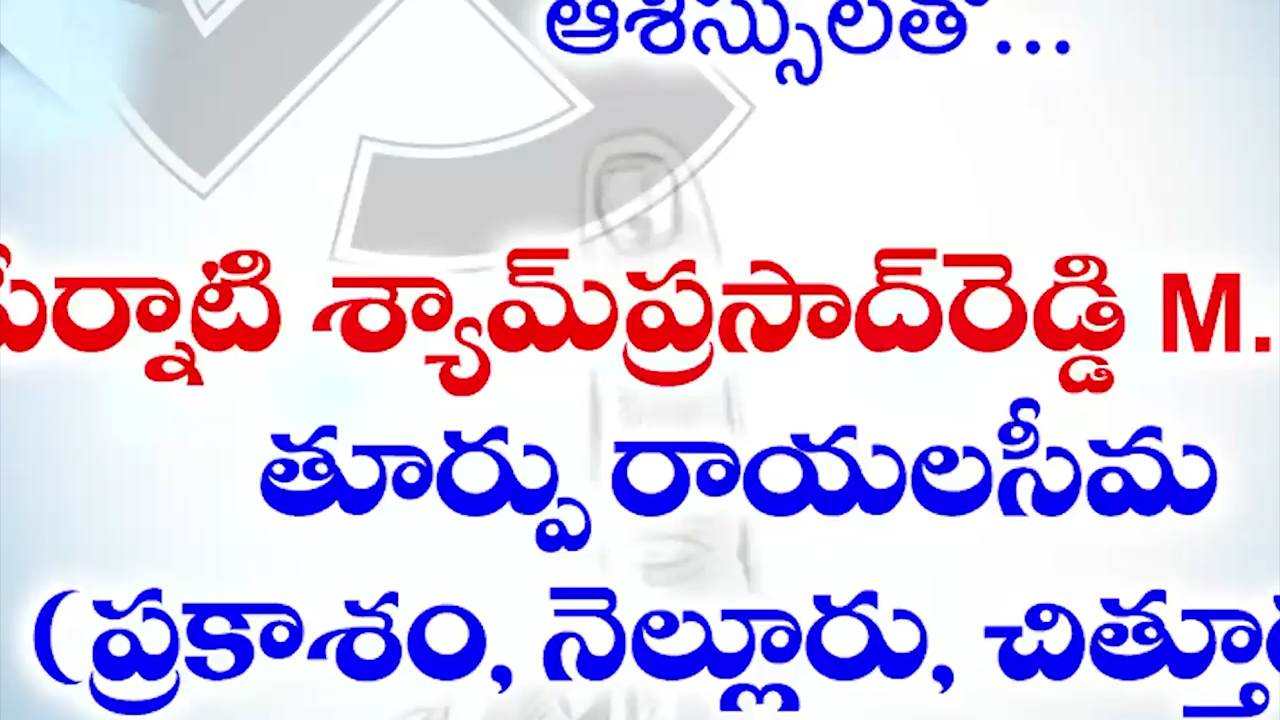 ఆశీస్సులతో...
పేర్నాటి శ్యామ్‌ప్రసాద్‌రెడ్డి M.
తూర్పు రాయలసీమ
(ప్రకాశం, నెల్లూరు, చిత్తూ